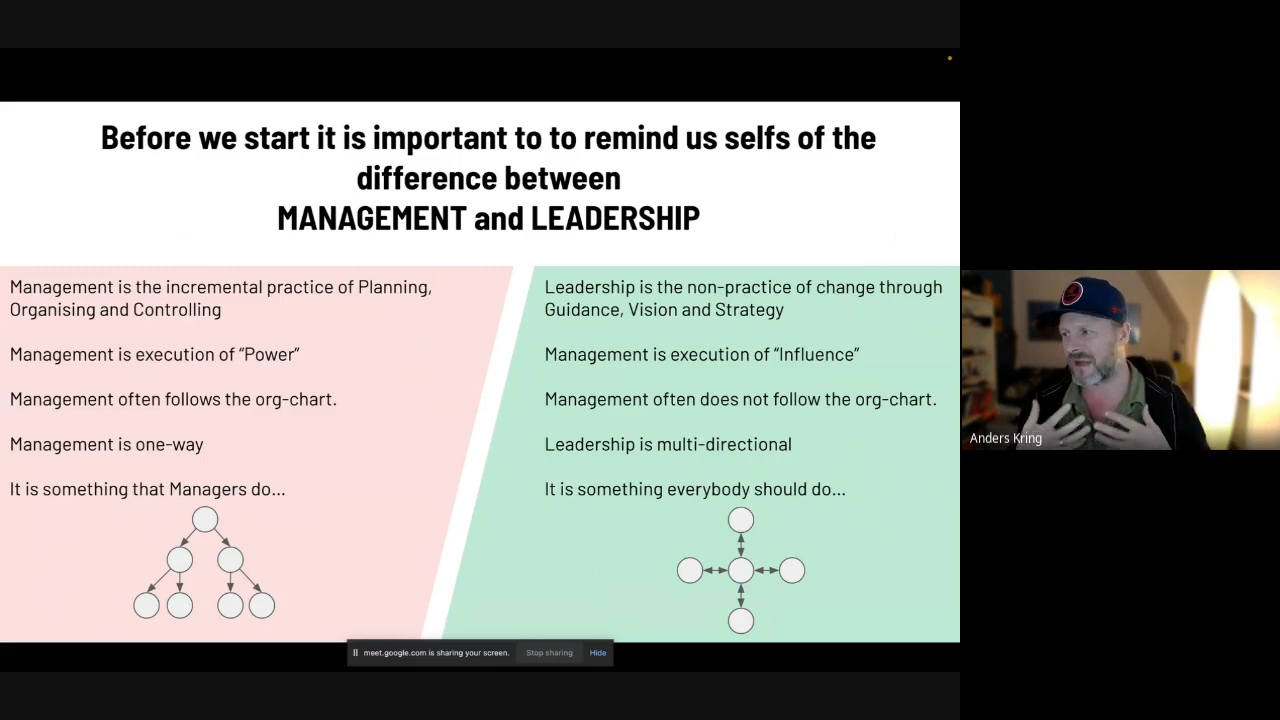 Before we start it is important to to remind us selfs of the
difference between
MANAGEMENT and LEADERSHIP
Management is the incremental practice of Planning,
Organising and Controlling
Management is execution of “Power”
Management often follows the org-chart.
Management is one-way
It is something that Managers do...
Leadership is the non-practice of change through
Guidance, Vision and Strategy
Management is execution of “Influence”
Management often does not follow the org-chart.
Leadership is multi-directional
It is something everybody should do...
meet.google.com is sharing your screen.
Stop sharing
Hide
Anders Kring